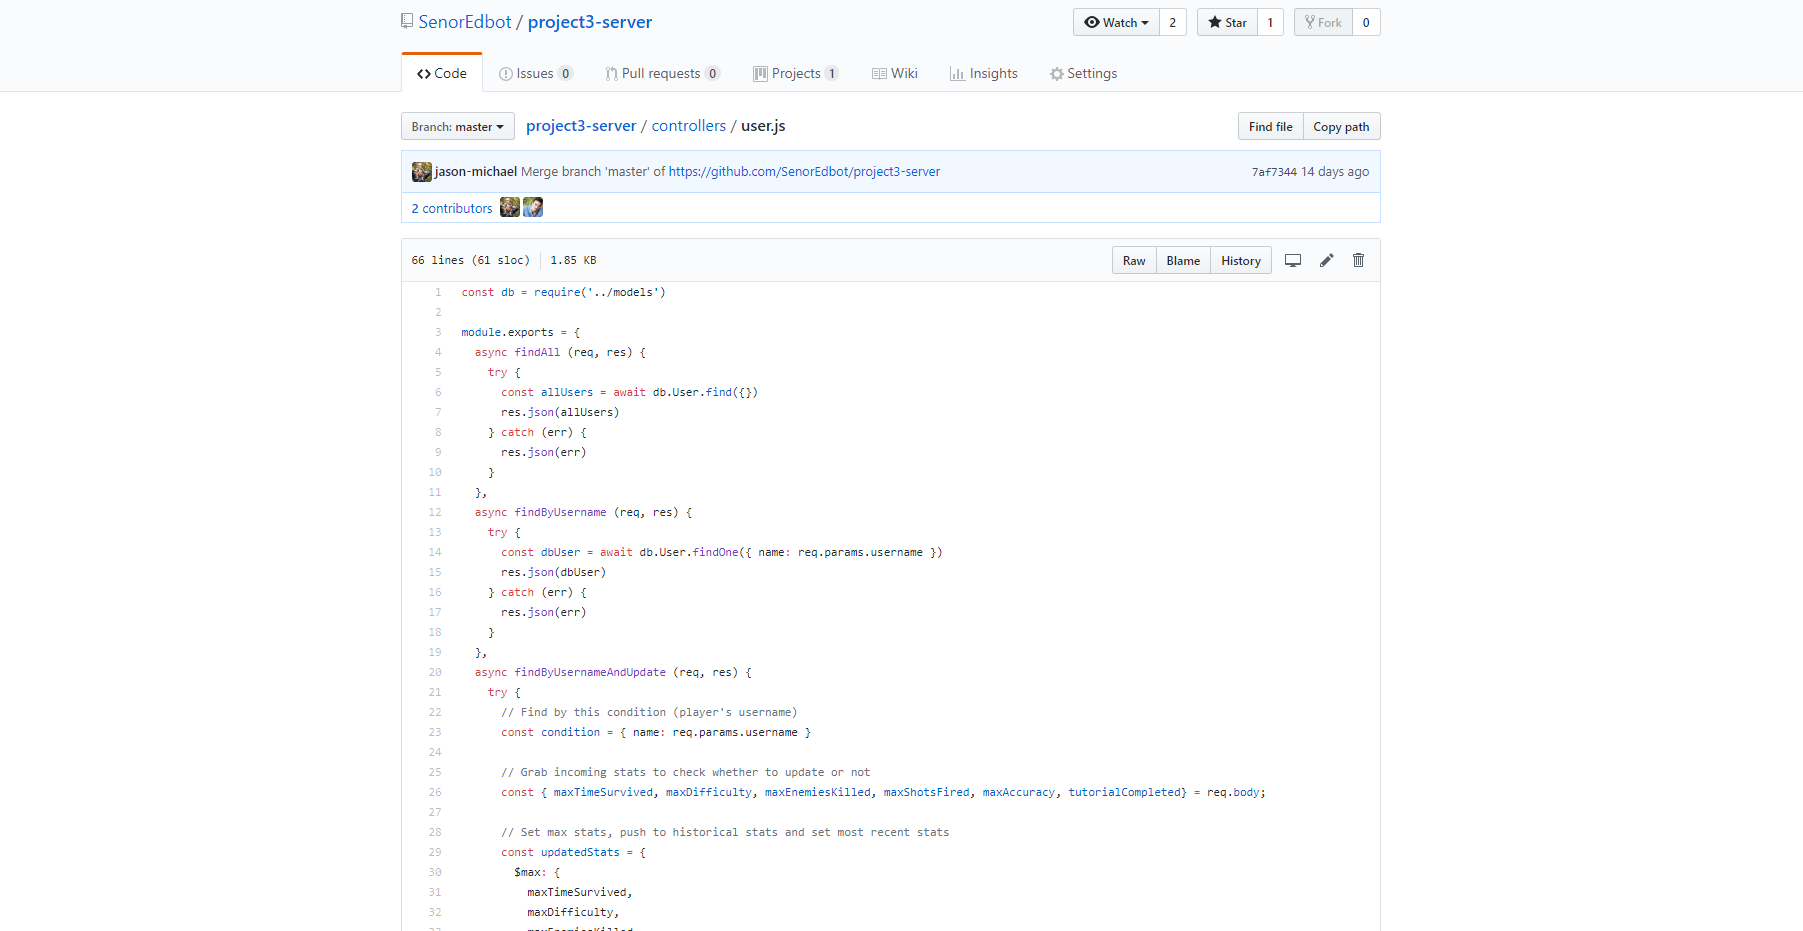 SenorEdbot / project3-server
Watch 2 Star 1 Fork 0
Code Issues 0 Pull requests 0 Projects 1 Wiki Insights Settings
Branch: master project3-server / controllers / user.js Find file Copy path
jason-michael Merge branch 'master' of https://github.com/SenorEdbot/project3-server 7af7344 14 days ago
2 contributors
66 lines (61 sloc) 1.85 KB Raw Blame History
1 const db = require('../models')
2
3 module.exports = {
4 async findAll (req, res) {
5 try {
6 const allUsers = await db.User.find({})
7 res.json(allUsers)
8 } catch (err) {
9 res.json(err)
10 }
11 },
12 async findByUsername (req, res) {
13 try {
14 const dbUser = await db.User.findOne({ name: req.params.username })
15 res.json(dbUser)
16 } catch (err) {
17 res.json(err)
18 }
19 },
20 async findByUsernameAndUpdate (req, res) {
21 try {
22 // Find by this condition (player's username)
23 const condition = { name: req.params.username }
24
25 // Grab incoming stats to check whether to update or not
26 const { maxTimeSurvived, maxDifficulty, maxEnemiesKilled, maxShotsFired, maxAccuracy, tutorialCompleted} = req.body;
27
28 // Set max stats, push to historical stats and set most recent stats
29 const updatedStats = {
30 $max: {
31 maxTimeSurvived,
32 maxDifficulty,
33 maxEnemiesKilled